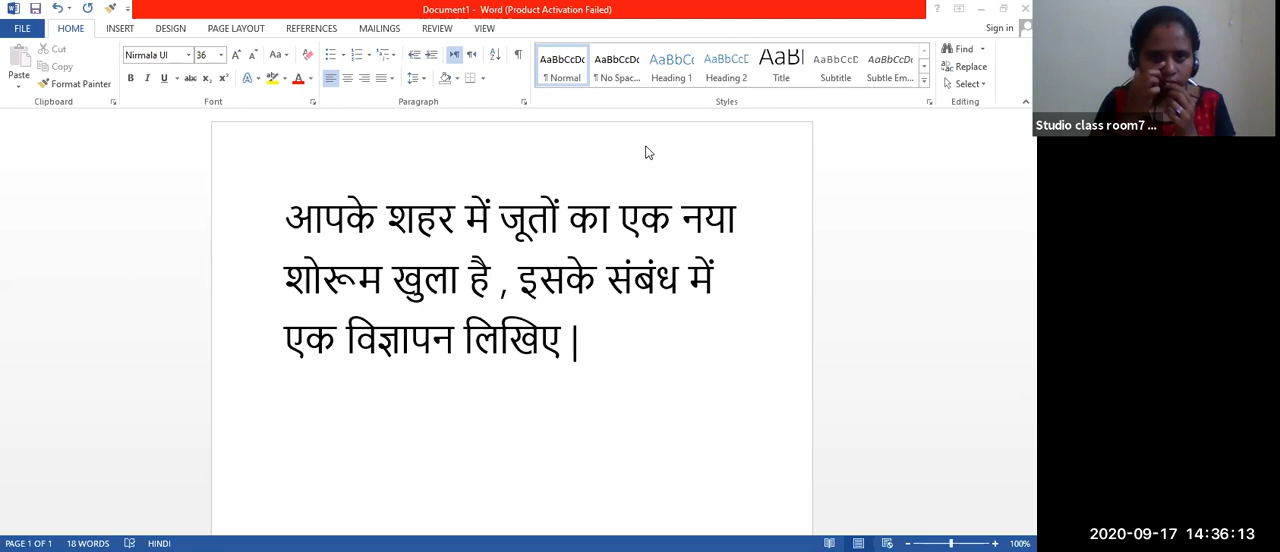 Document1 - Word (Product Activation Failed)
Sign in
FILE HOME INSERT DESIGN PAGE LAYOUT REFERENCES MAILINGS REVIEW VIEW
Cut
Copy
Format Painter
Paste
Clipboard
Nirmala UI 36
Font
Paragraph
AaBbCcDc AaBbCcDc AaBbCc AaBbCcD AaBl AaBbCcD AaBbCcDc
¶ Normal ¶ No Spac... Heading 1 Heading 2 Title Subtitle Subtle Em...
Styles
Find
Replace
Select
Editing
Studio class room7 ...
आपके शहर में जूतों का एक नया
शोरूम खुला है , इसके संबंध में
एक विज्ञापन लिखिए |
2020-09-17 14:36:13
PAGE 1 OF 1 18 WORDS HINDI 100%